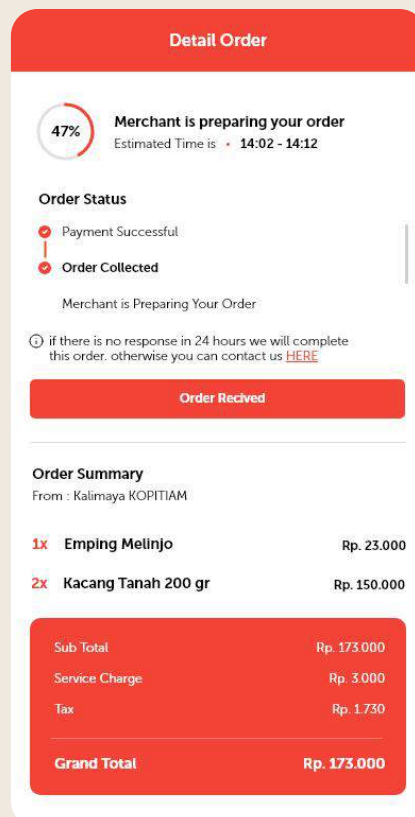 Detail Order
47%
Merchant is preparing your order
Estimated Time is • 14:02 - 14:12
Order Status
Payment Successful
Order Collected
Merchant is Preparing Your Order
if there is no response in 24 hours we will complete
this order. otherwise you can contact us HERE
Order Recived
Order Summary
From : Kalimaya KOPITIAM
1x Emping Melinjo Rp. 23.000
2x Kacang Tanah 200 gr Rp. 150.000
Sub Total Rp. 173.000
Service Charge Rp. 3.000
Tax Rp. 1.730
Grand Total Rp. 173.000